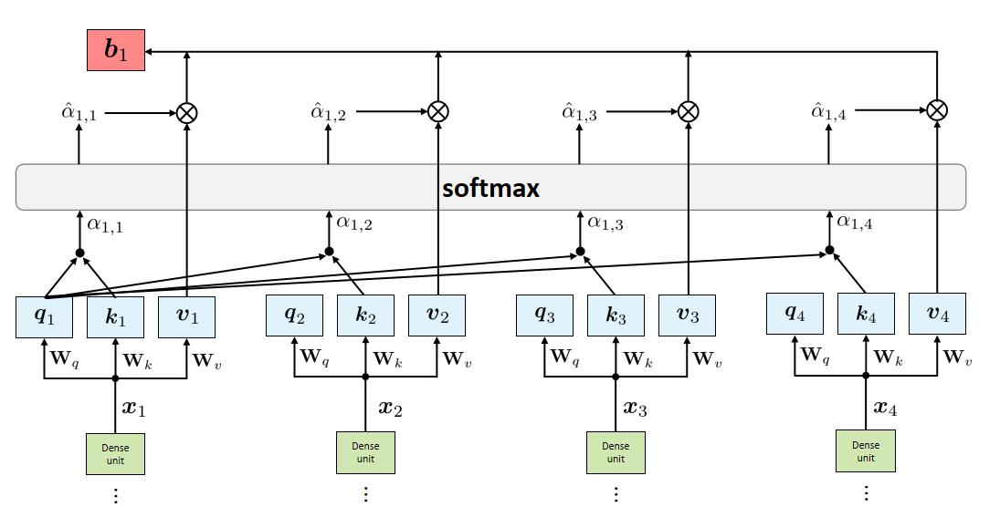 b1
α̂1,1 α̂1,2 α̂1,3 α̂1,4
softmax
α1,1 α1,2 α1,3 α1,4
q1 k1 v1 q2 k2 v2 q3 k3 v3 q4 k4 v4
Wq Wk Wv Wq Wk Wv Wq Wk Wv Wq Wk Wv
x1 x2 x3 x4
Dense Dense Dense Dense
unit unit unit unit
⋮ ⋮ ⋮ ⋮